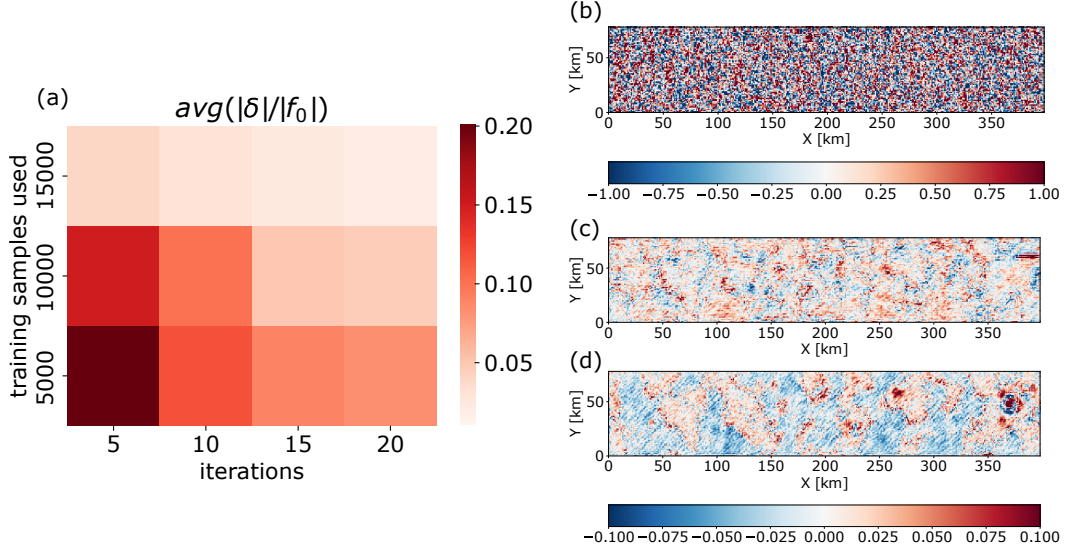 (a)
avg(|δ|/|f₀|)
training samples used
15000
10000
5000
5 10 15 20
iterations
0.20
0.15
0.10
0.05
(b)
Y [km]
50
0
0 50 100 150 200 250 300 350
X [km]
−1.00 −0.75 −0.50 −0.25 0.00 0.25 0.50 0.75 1.00
(c)
Y [km]
50
0
0 50 100 150 200 250 300 350
X [km]
(d)
Y [km]
50
0
0 50 100 150 200 250 300 350
X [km]
−0.100 −0.075 −0.050 −0.025 0.000 0.025 0.050 0.075 0.100